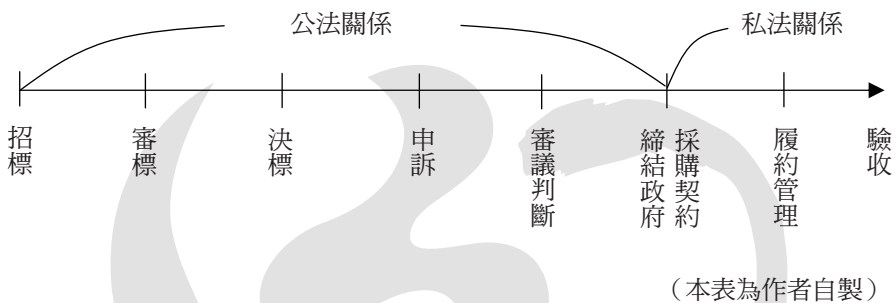 公法關係
私法關係
招標
審標
決標
申訴
審議判斷
締結政府
採購契約
履約管理
驗收
（本表為作者自製）